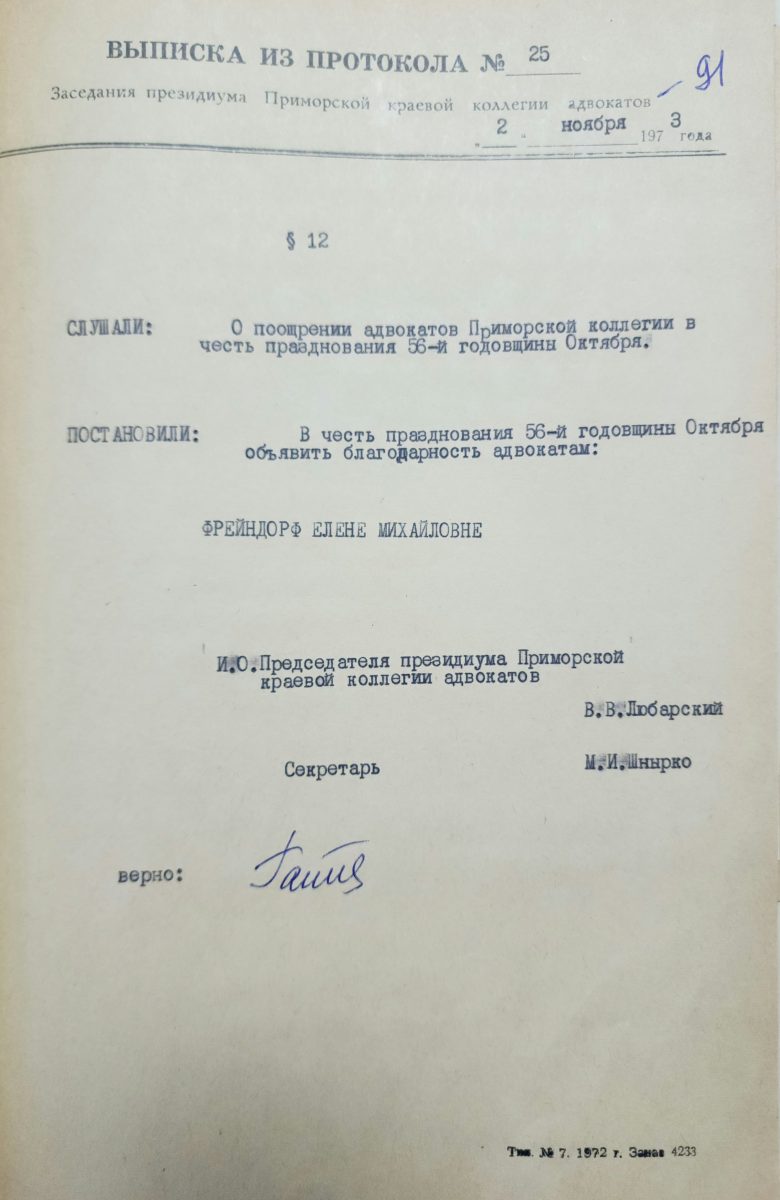 ВЫПИСКА ИЗ ПРОТОКОЛА № 25
91
Заседания президиума Приморской краевой коллегии адвокатов
„ 2 „ ноября 1973 года
§ 12
СЛУШАЛИ: О поощрении адвокатов Приморской коллегии в
честь празднования 56-й годовщины Октября.
ПОСТАНОВИЛИ: В честь празднования 56-й годовщины Октября
объявить благодарность адвокатам:
ФРЕЙНДОРФ ЕЛЕНЕ МИХАЙЛОВНЕ
И.О.Председателя президиума Приморской
краевой коллегии адвокатов
В.В.Любарский
Секретарь М.И.Шнырко
верно:
Тип. № 7. 1972 г. Заказ 4233